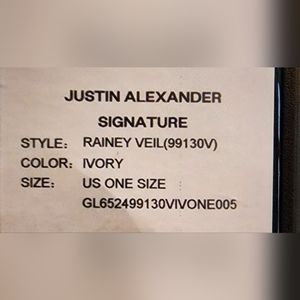 JUSTIN ALEXANDER
SIGNATURE
STYLE: RAINEY VEIL(99130V)
COLOR: IVORY
SIZE: US ONE SIZE
GL652499130VIVONE005